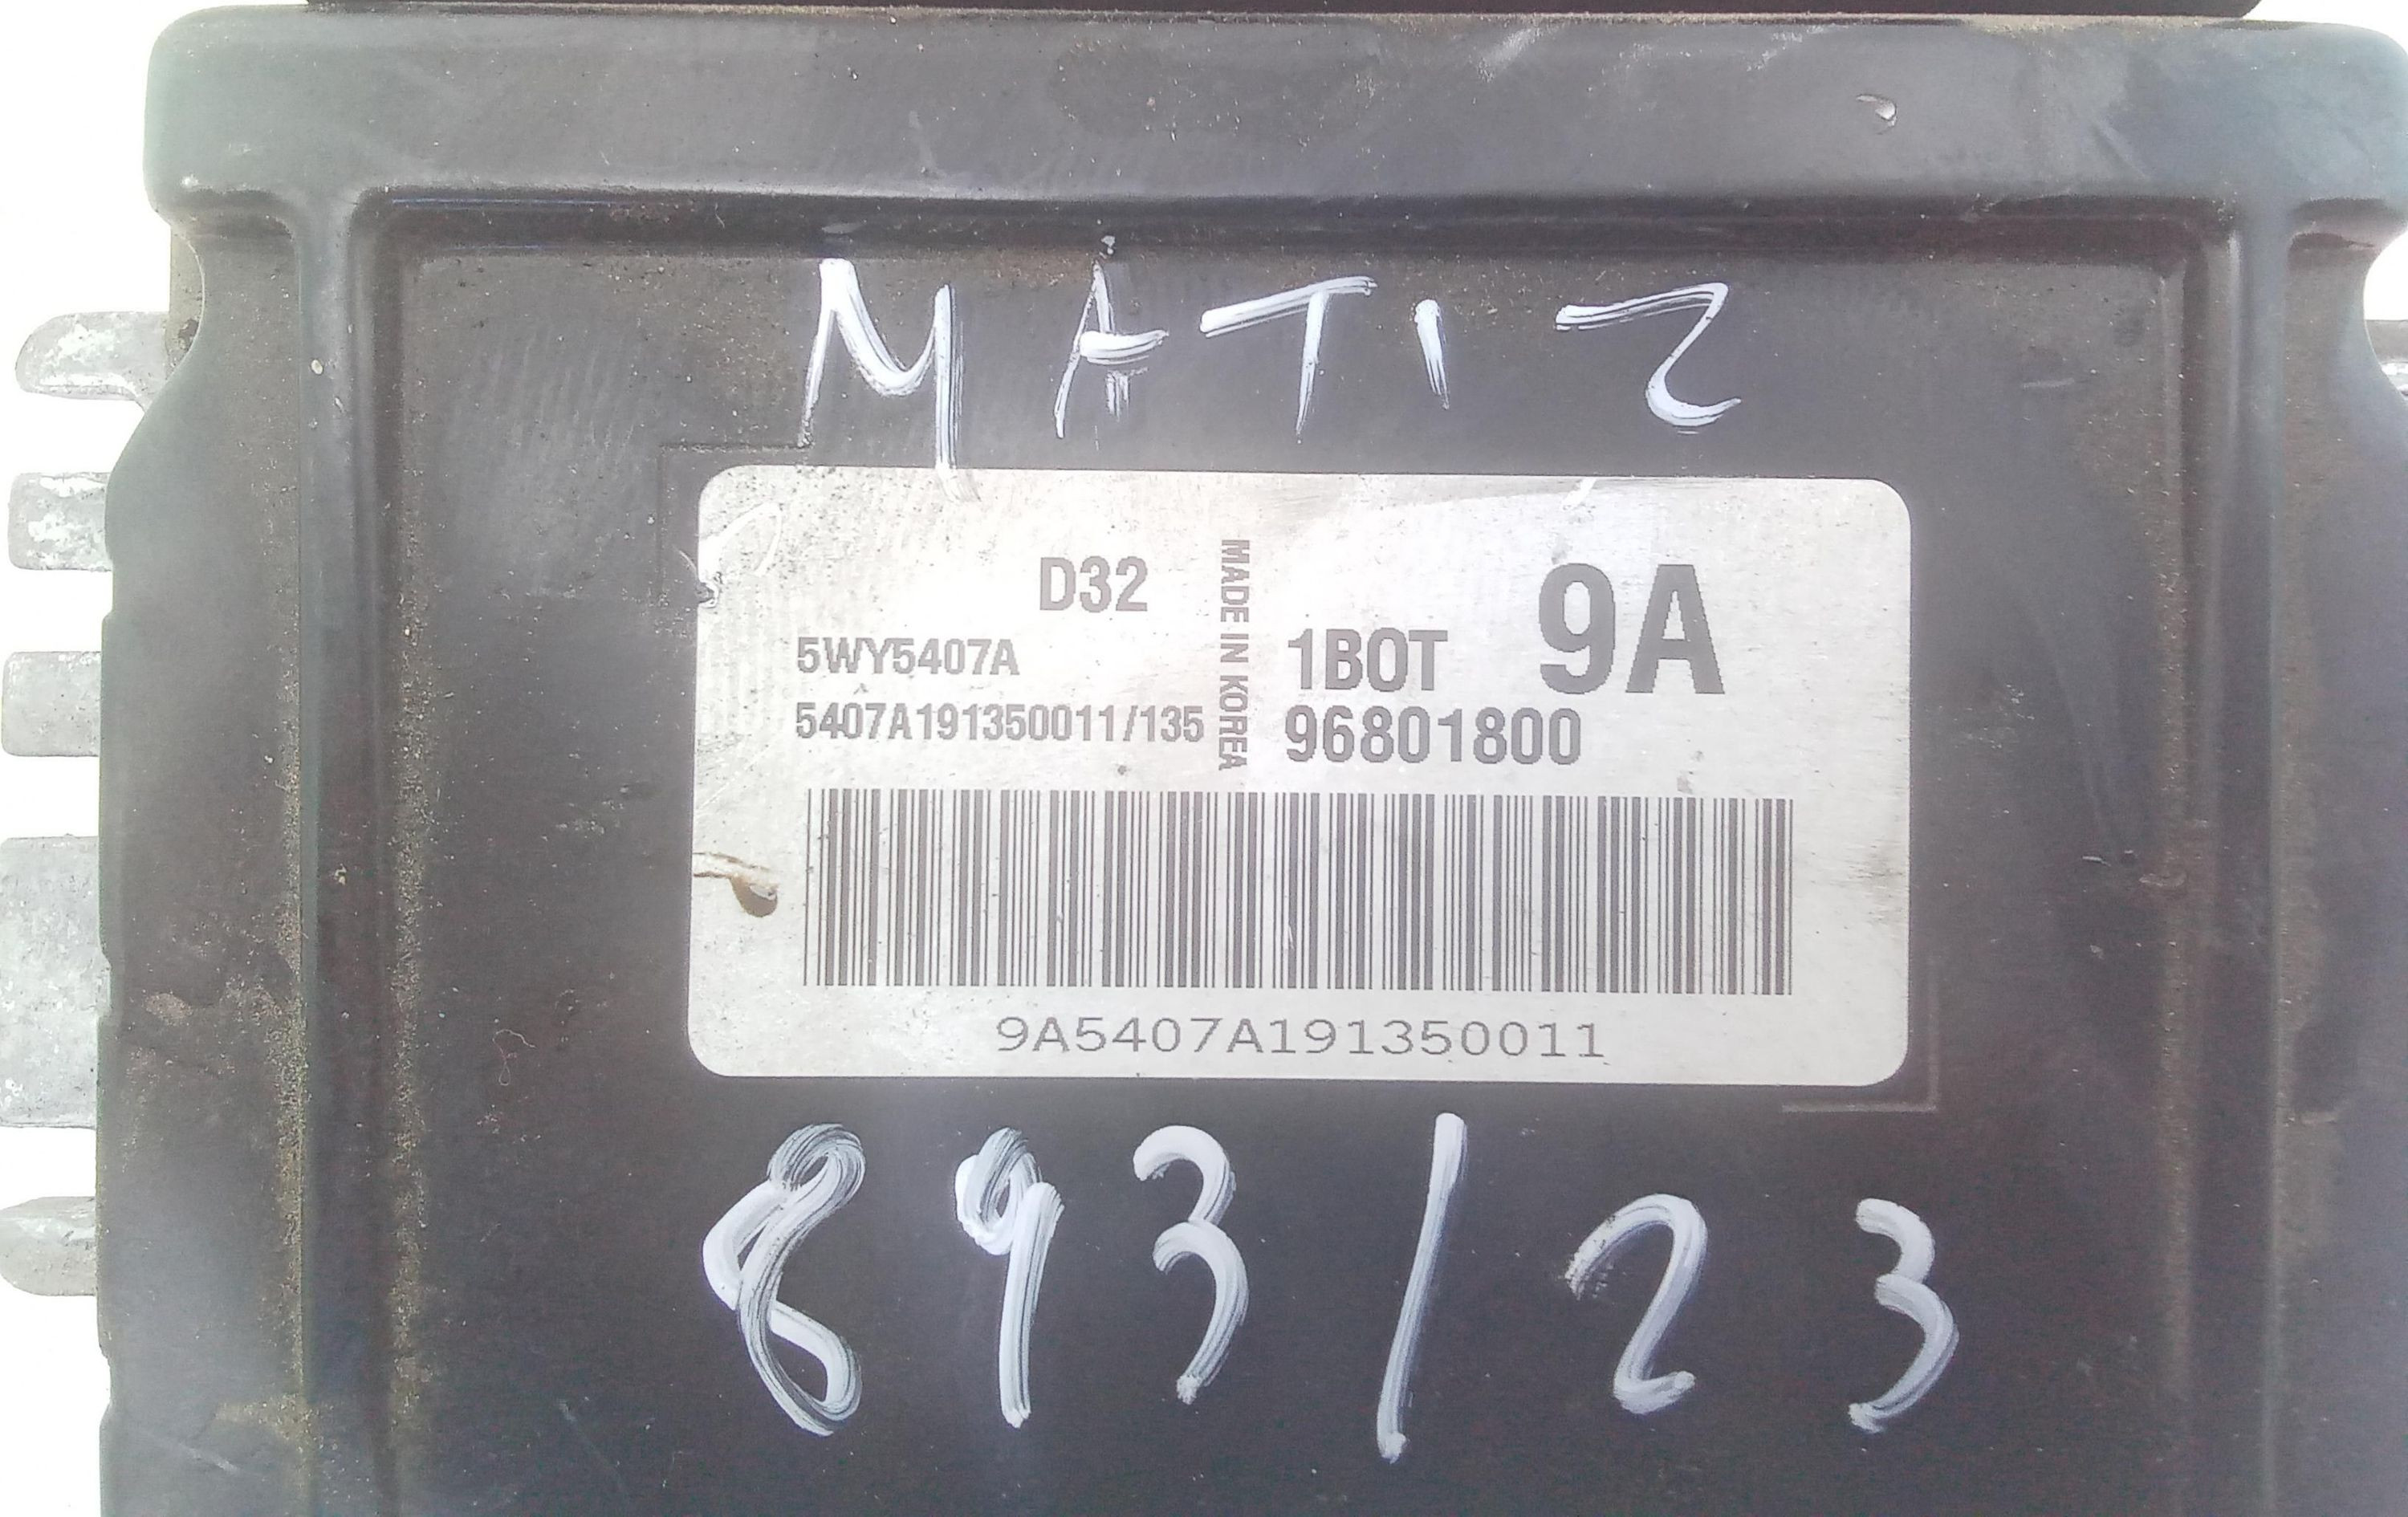 MATIZ
D32
MADE IN KOREA
5WY5407A
5407A191350011/135
1BOT 9A
96801800
9A5407A191350011
893/23